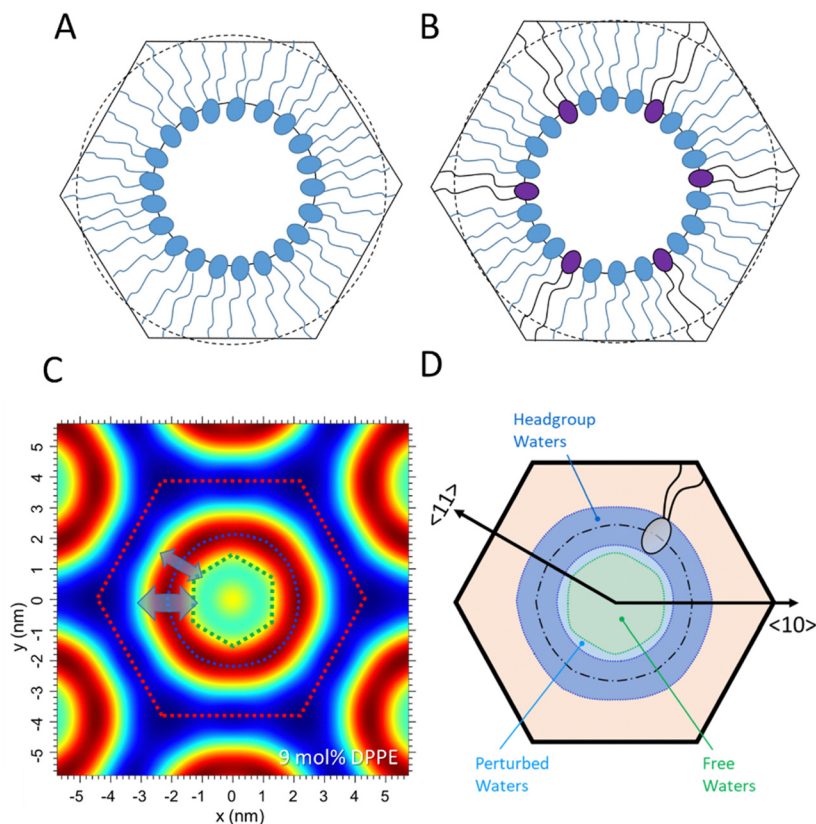 A
B
C
D
5
4
3
2
1
0
-1
-2
-3
-4
-5
y (nm)
-5 -4 -3 -2 -1 0 1 2 3 4 5
x (nm)
9 mol% DPPE
Headgroup
Waters
<11>
<10>
Perturbed
Waters
Free
Waters